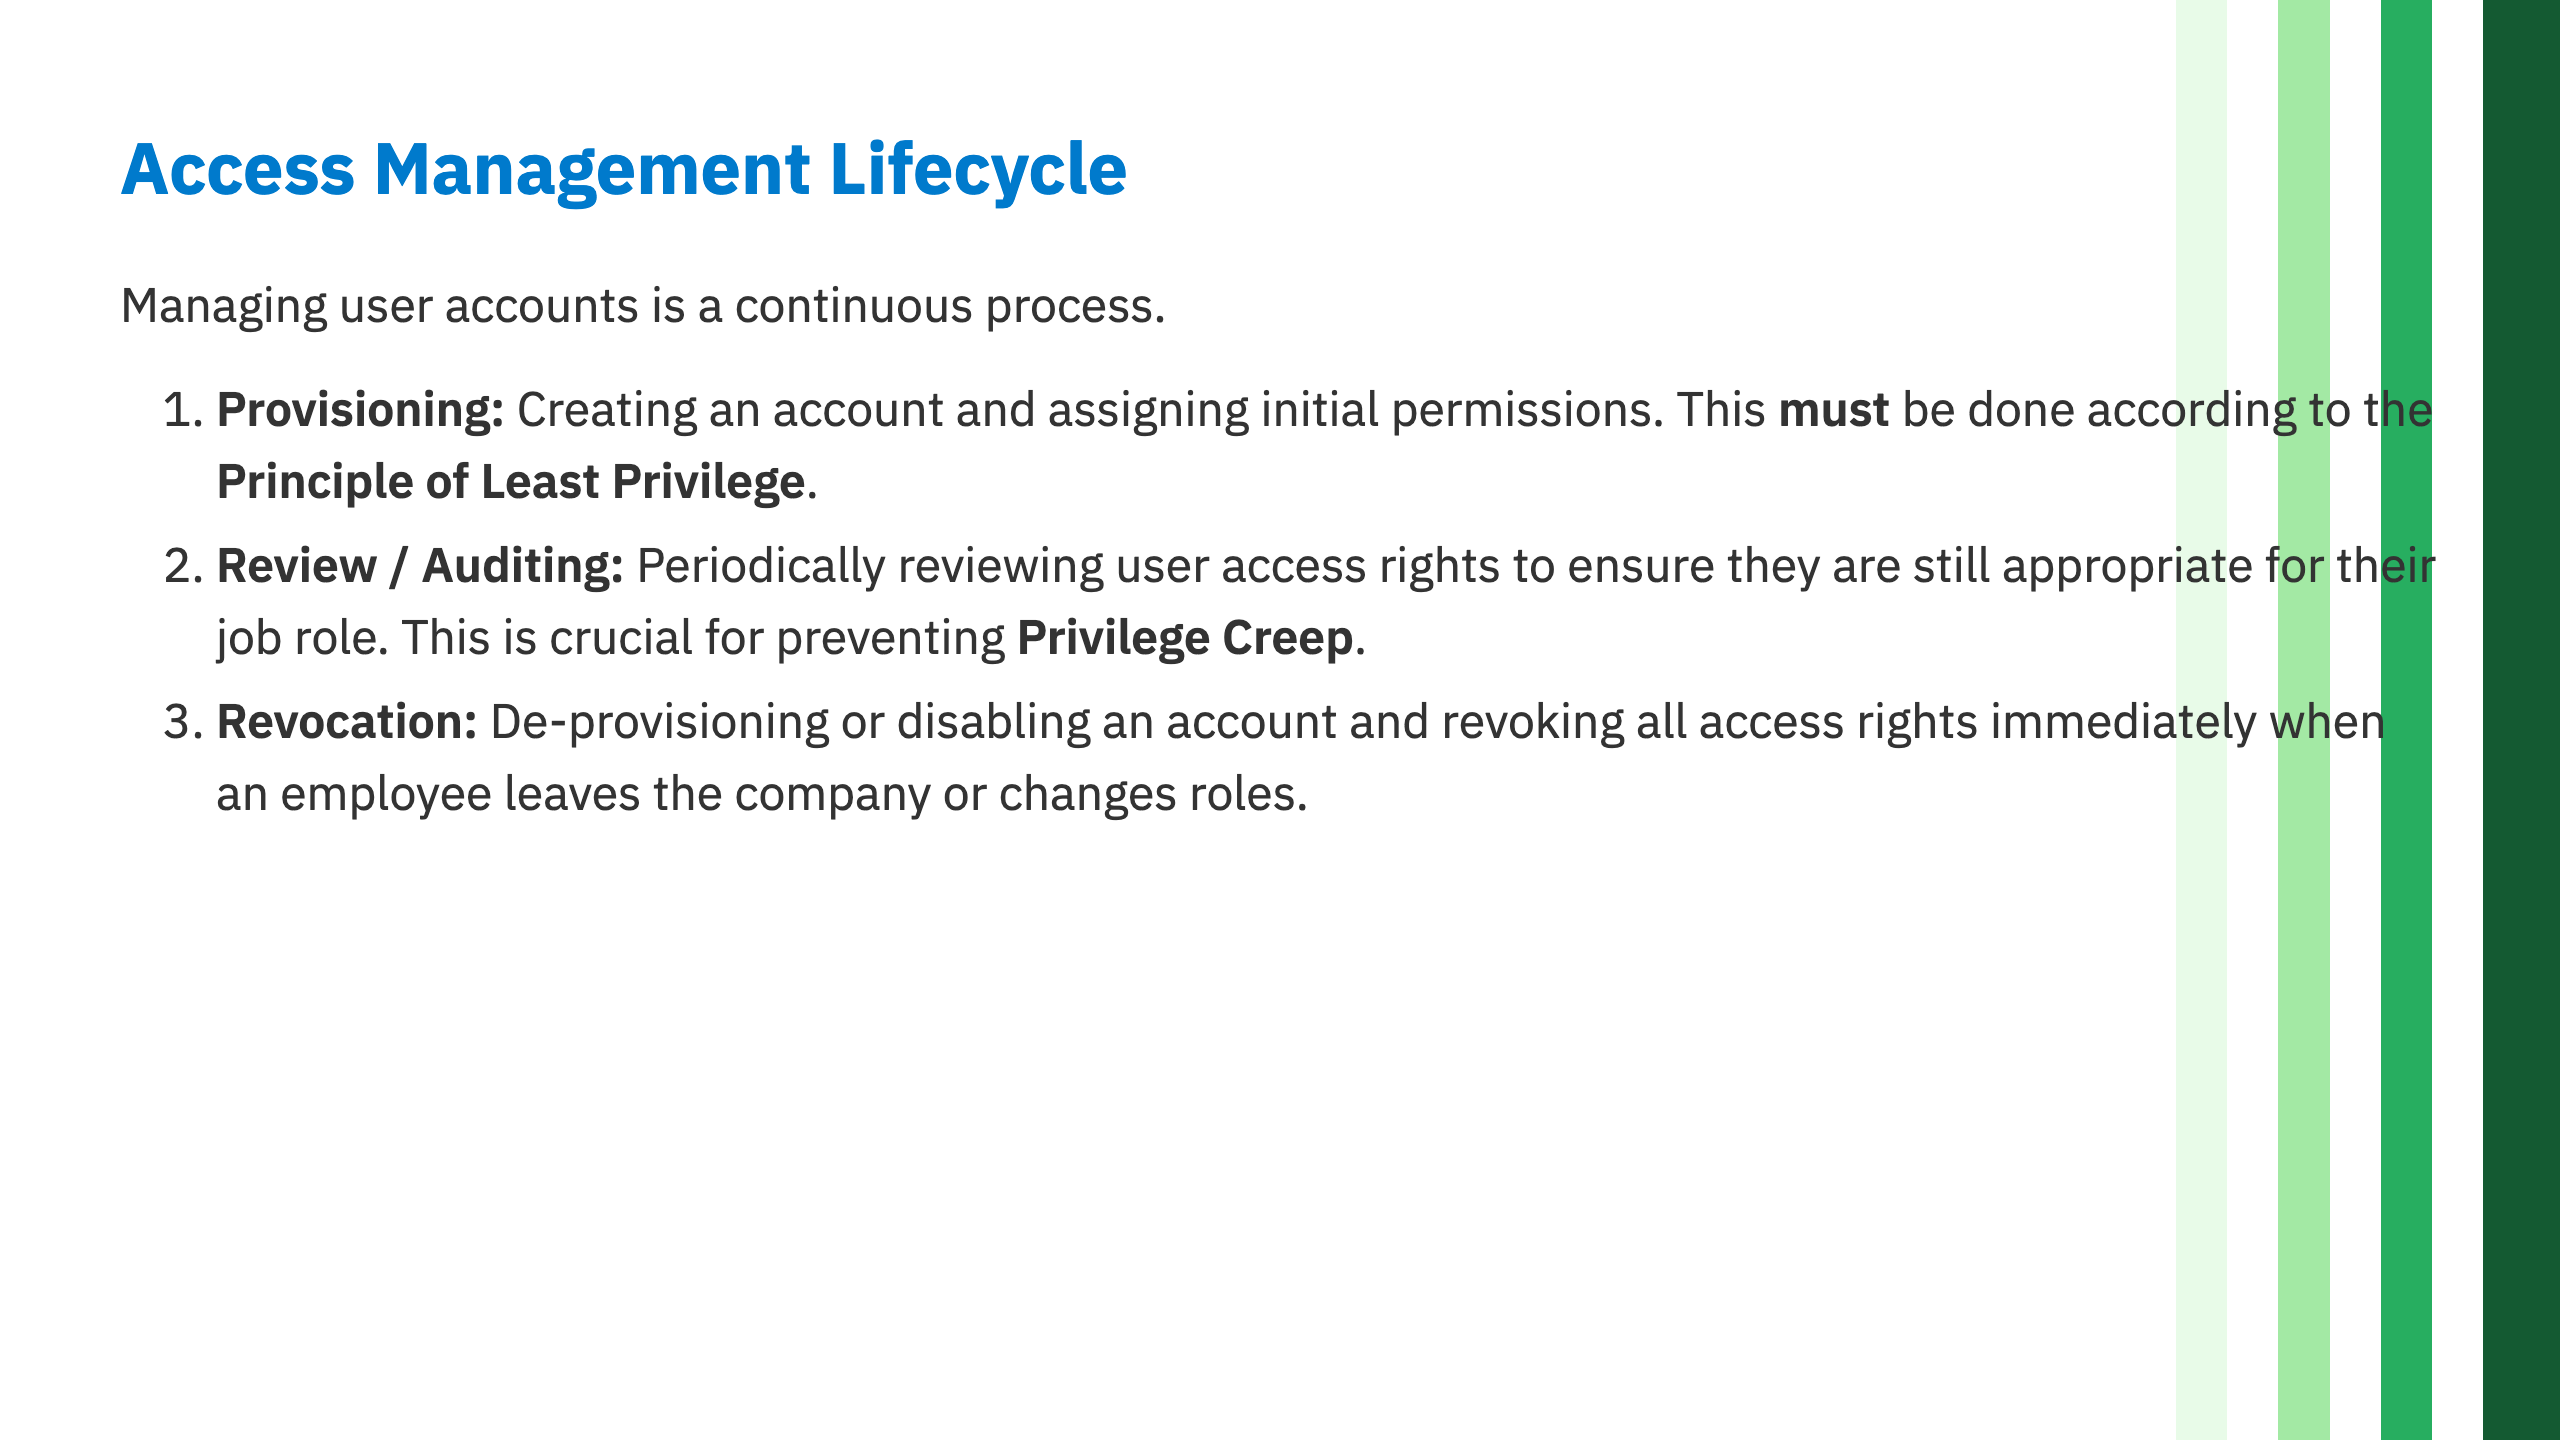 Access Management Lifecycle
Managing user accounts is a continuous process.
1. Provisioning: Creating an account and assigning initial permissions. This must be done according to the
Principle of Least Privilege.
2. Review / Auditing: Periodically reviewing user access rights to ensure they are still appropriate for their
job role. This is crucial for preventing Privilege Creep.
3. Revocation: De-provisioning or disabling an account and revoking all access rights immediately when
an employee leaves the company or changes roles.